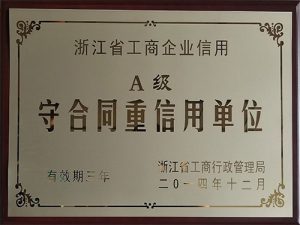 浙江省工商企业信用
A级
守合同重信用单位
有效期三年
浙江省工商行政管理局
二〇一四年十二月